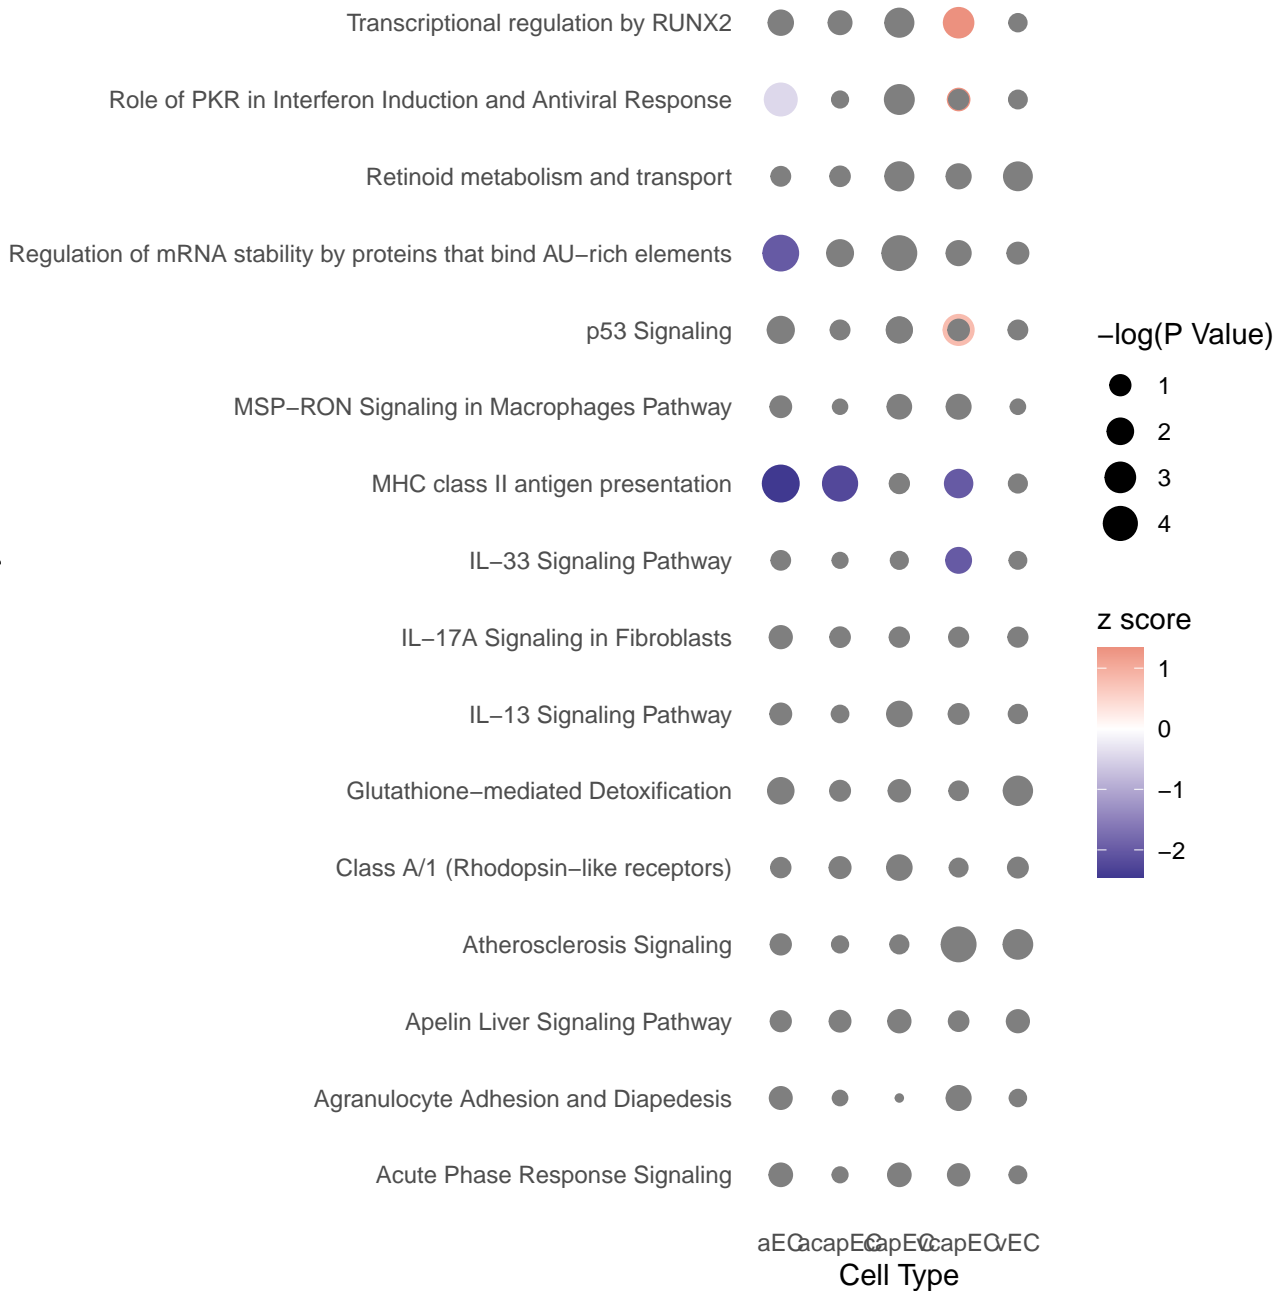 Transcriptional regulation by RUNX2
Role of PKR in Interferon Induction and Antiviral Response
Retinoid metabolism and transport
Regulation of mRNA stability by proteins that bind AU−rich elements
p53 Signaling
MSP−RON Signaling in Macrophages Pathway
MHC class II antigen presentation
IL−33 Signaling Pathway
IL−17A Signaling in Fibroblasts
IL−13 Signaling Pathway
Glutathione−mediated Detoxification
Class A/1 (Rhodopsin−like receptors)
Atherosclerosis Signaling
Apelin Liver Signaling Pathway
Agranulocyte Adhesion and Diapedesis
Acute Phase Response Signaling
aEC acapEC capEC vcapEC vEC
Cell Type
−log(P Value)
1
2
3
4
z score
1
0
−1
−2